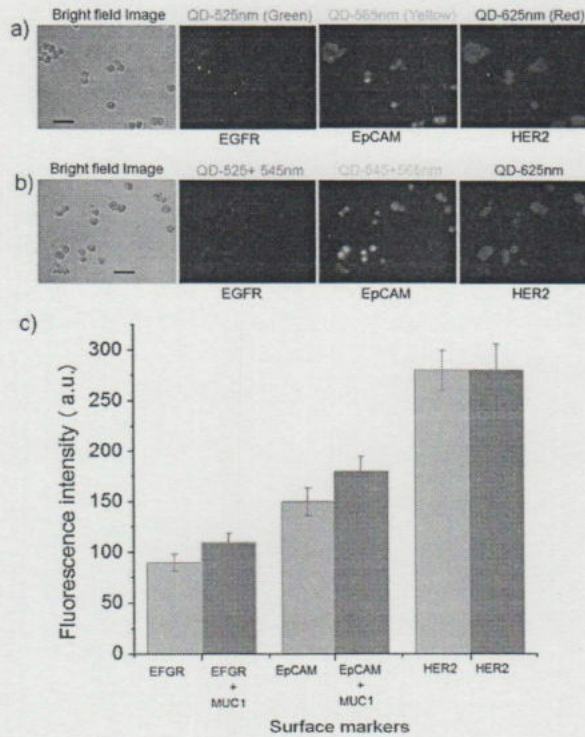 a)
Bright field Image QD-525nm (Green) QD-565nm (Yellow) QD-625nm (Red)
EGFR EpCAM HER2
b)
Bright field Image QD-525+ 545nm QD-545+565nm QD-625nm
EGFR EpCAM HER2
c)
Fluorescence intensity ( a.u.)
300
250
200
150
100
50
0
EFGR EFGR + MUC1 EpCAM EpCAM + MUC1 HER2 HER2
Surface markers